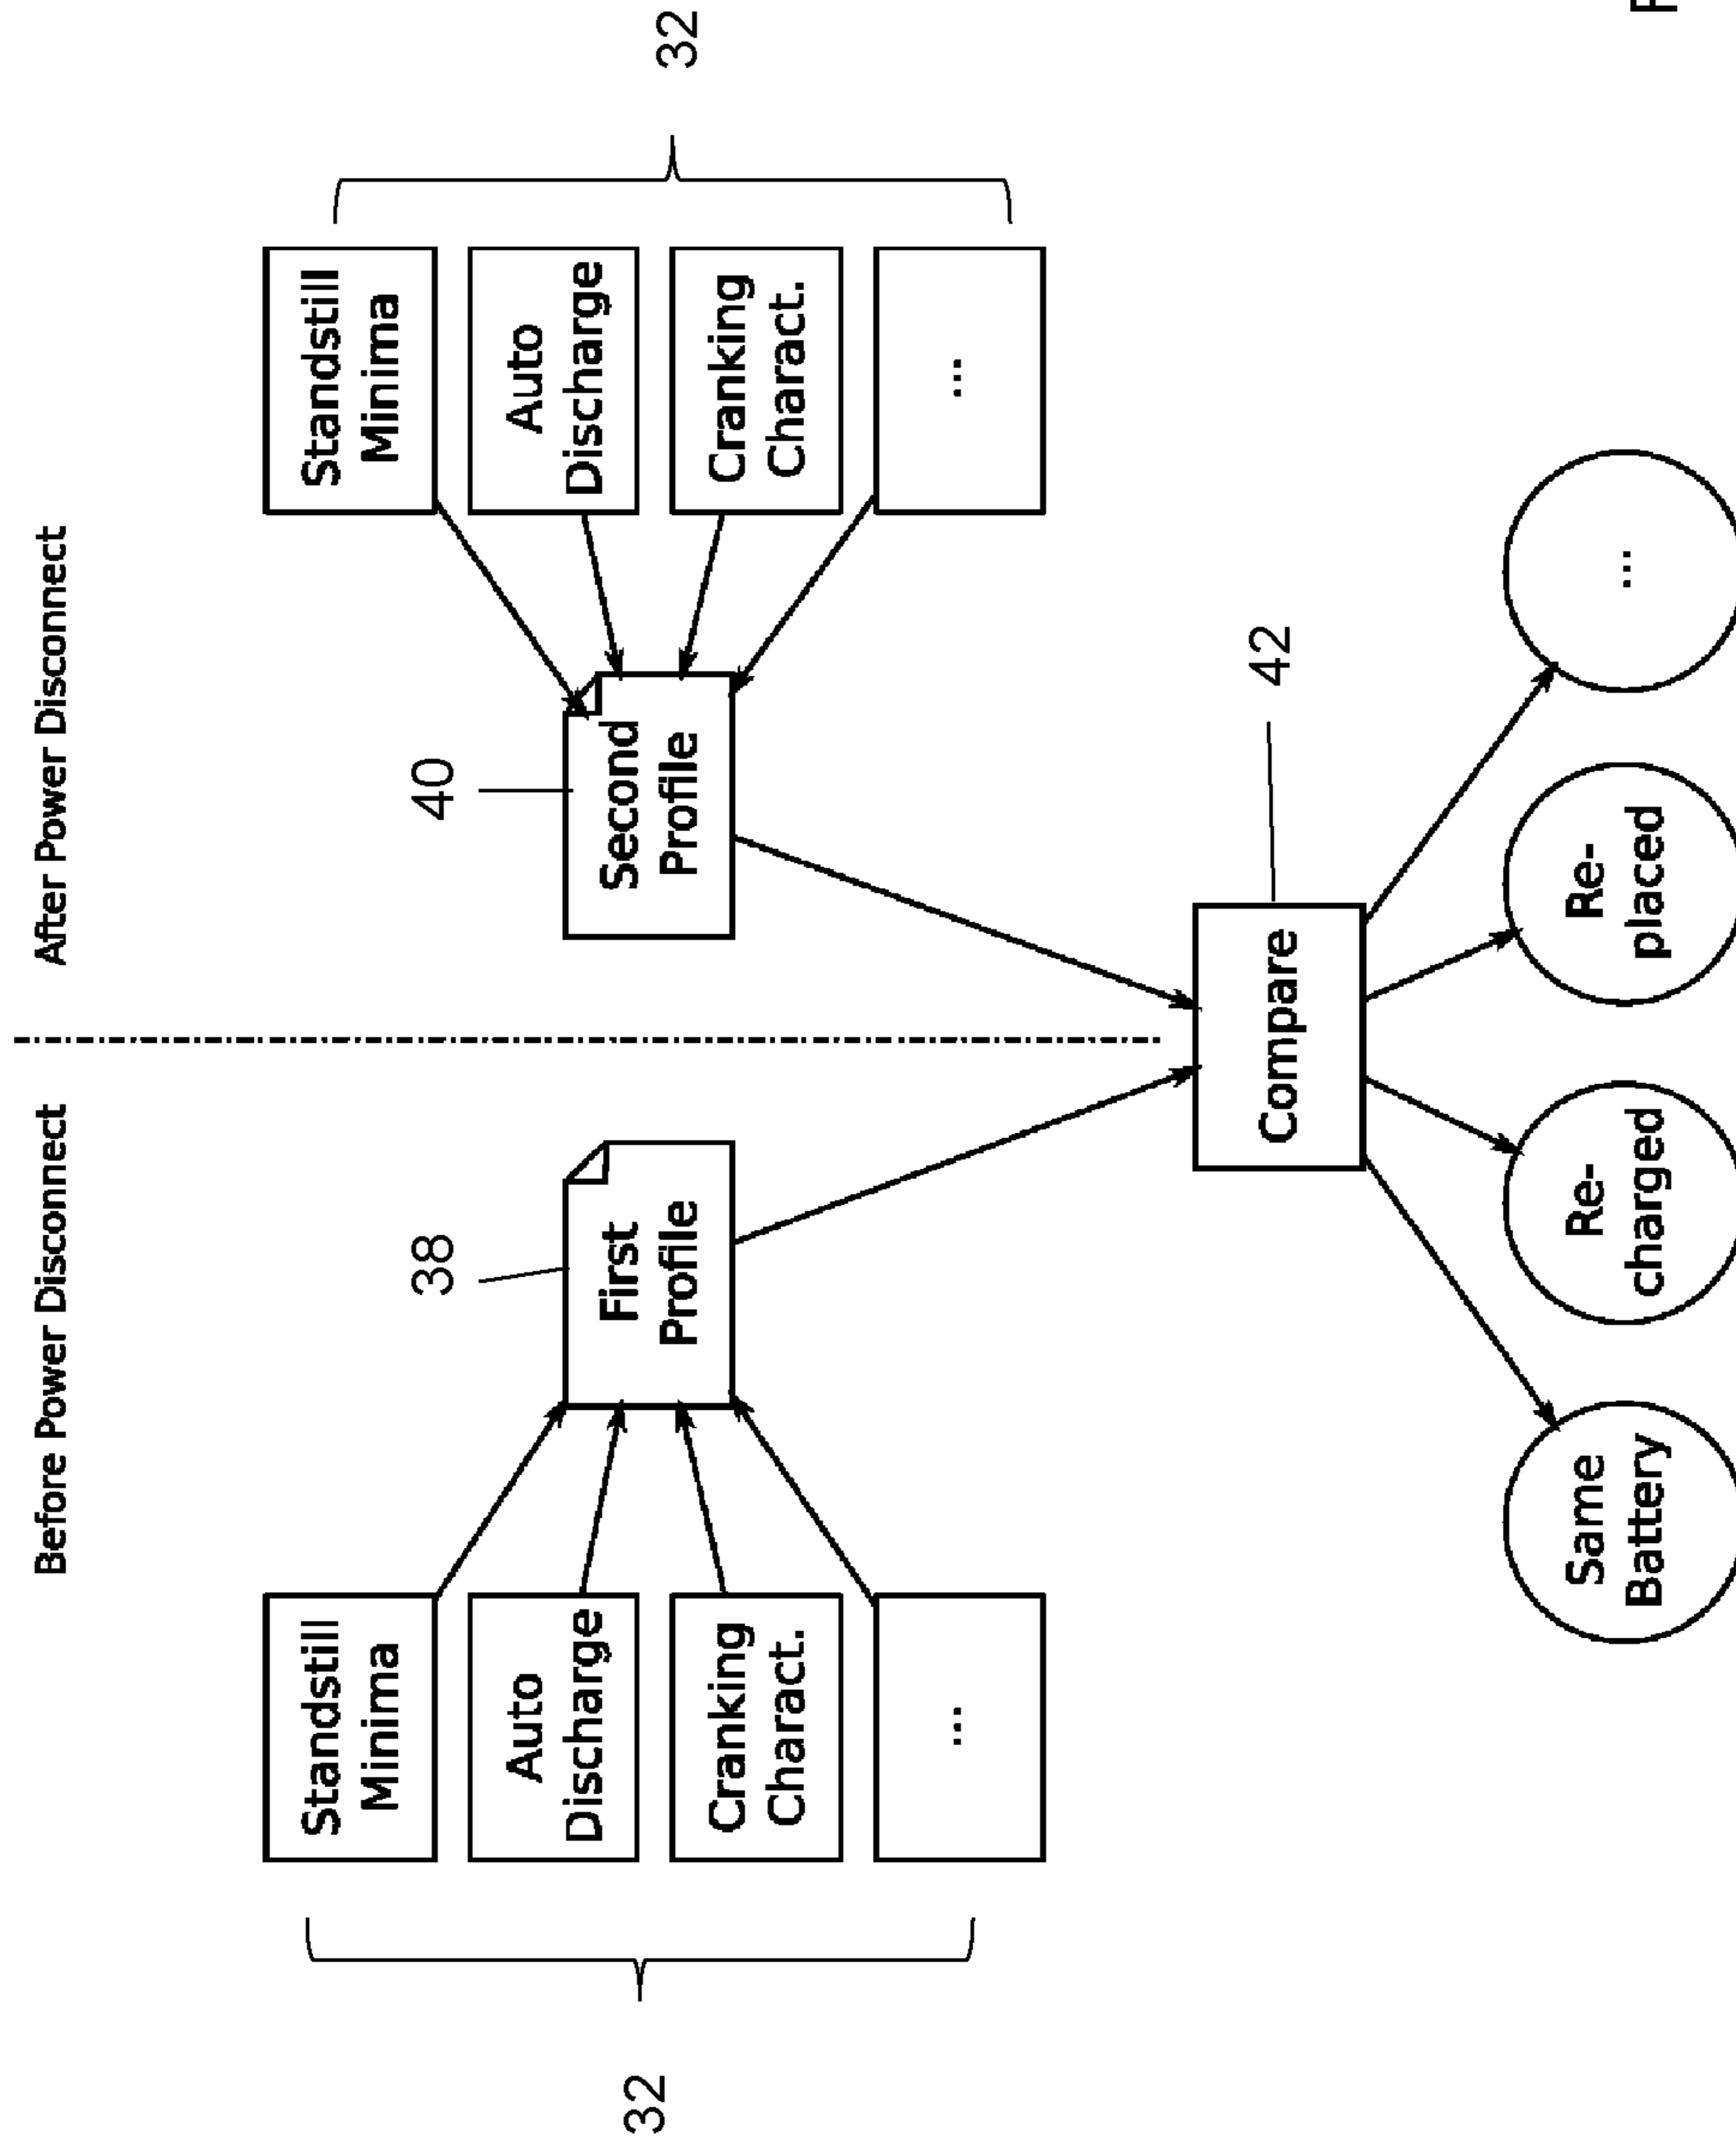 Before Power Disconnect
After Power Disconnect
32
Standstill
Minima
Auto
Discharge
Cranking
Charact.
...
38
First
Profile
40
Second
Profile
Standstill
Minima
Auto
Discharge
Cranking
Charact.
...
32
42
Compare
Same
Battery
Re-
charged
Re-
placed
...